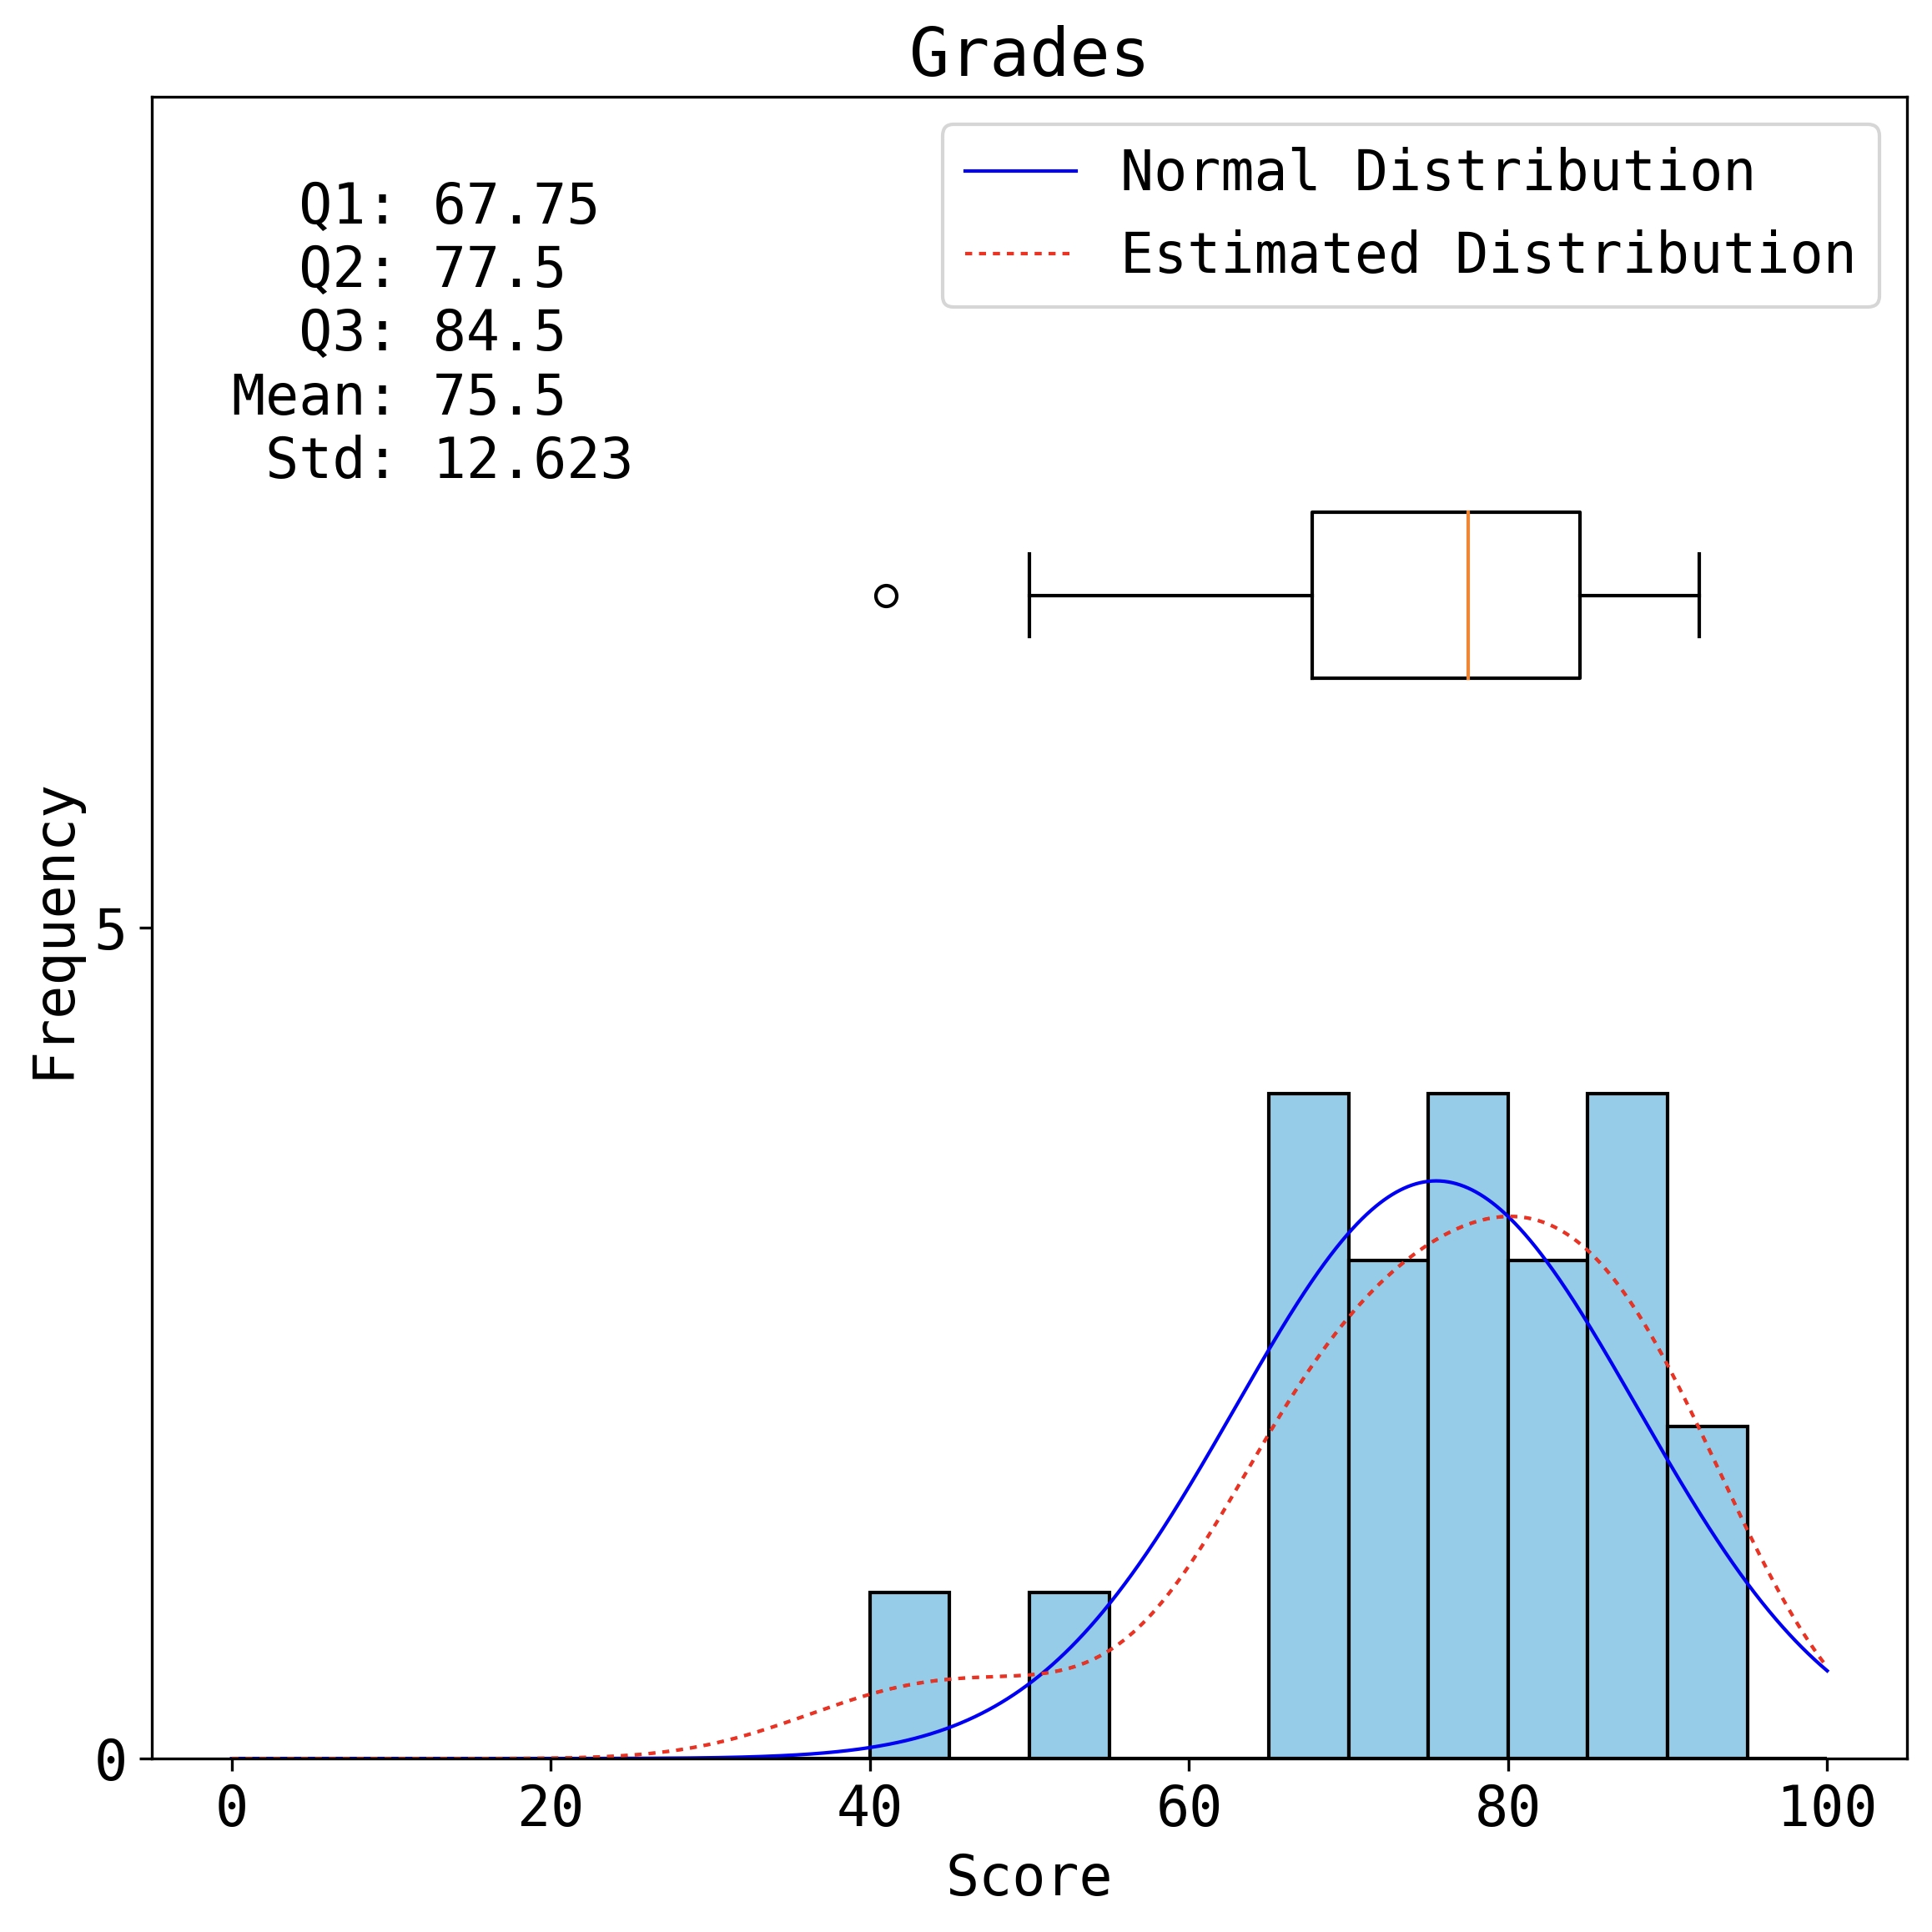 Grades
Q1: 67.75
Q2: 77.5
Q3: 84.5
Mean: 75.5
Std: 12.623
Normal Distribution
Estimated Distribution
Frequency
5
0
0 20 40 60 80 100
Score